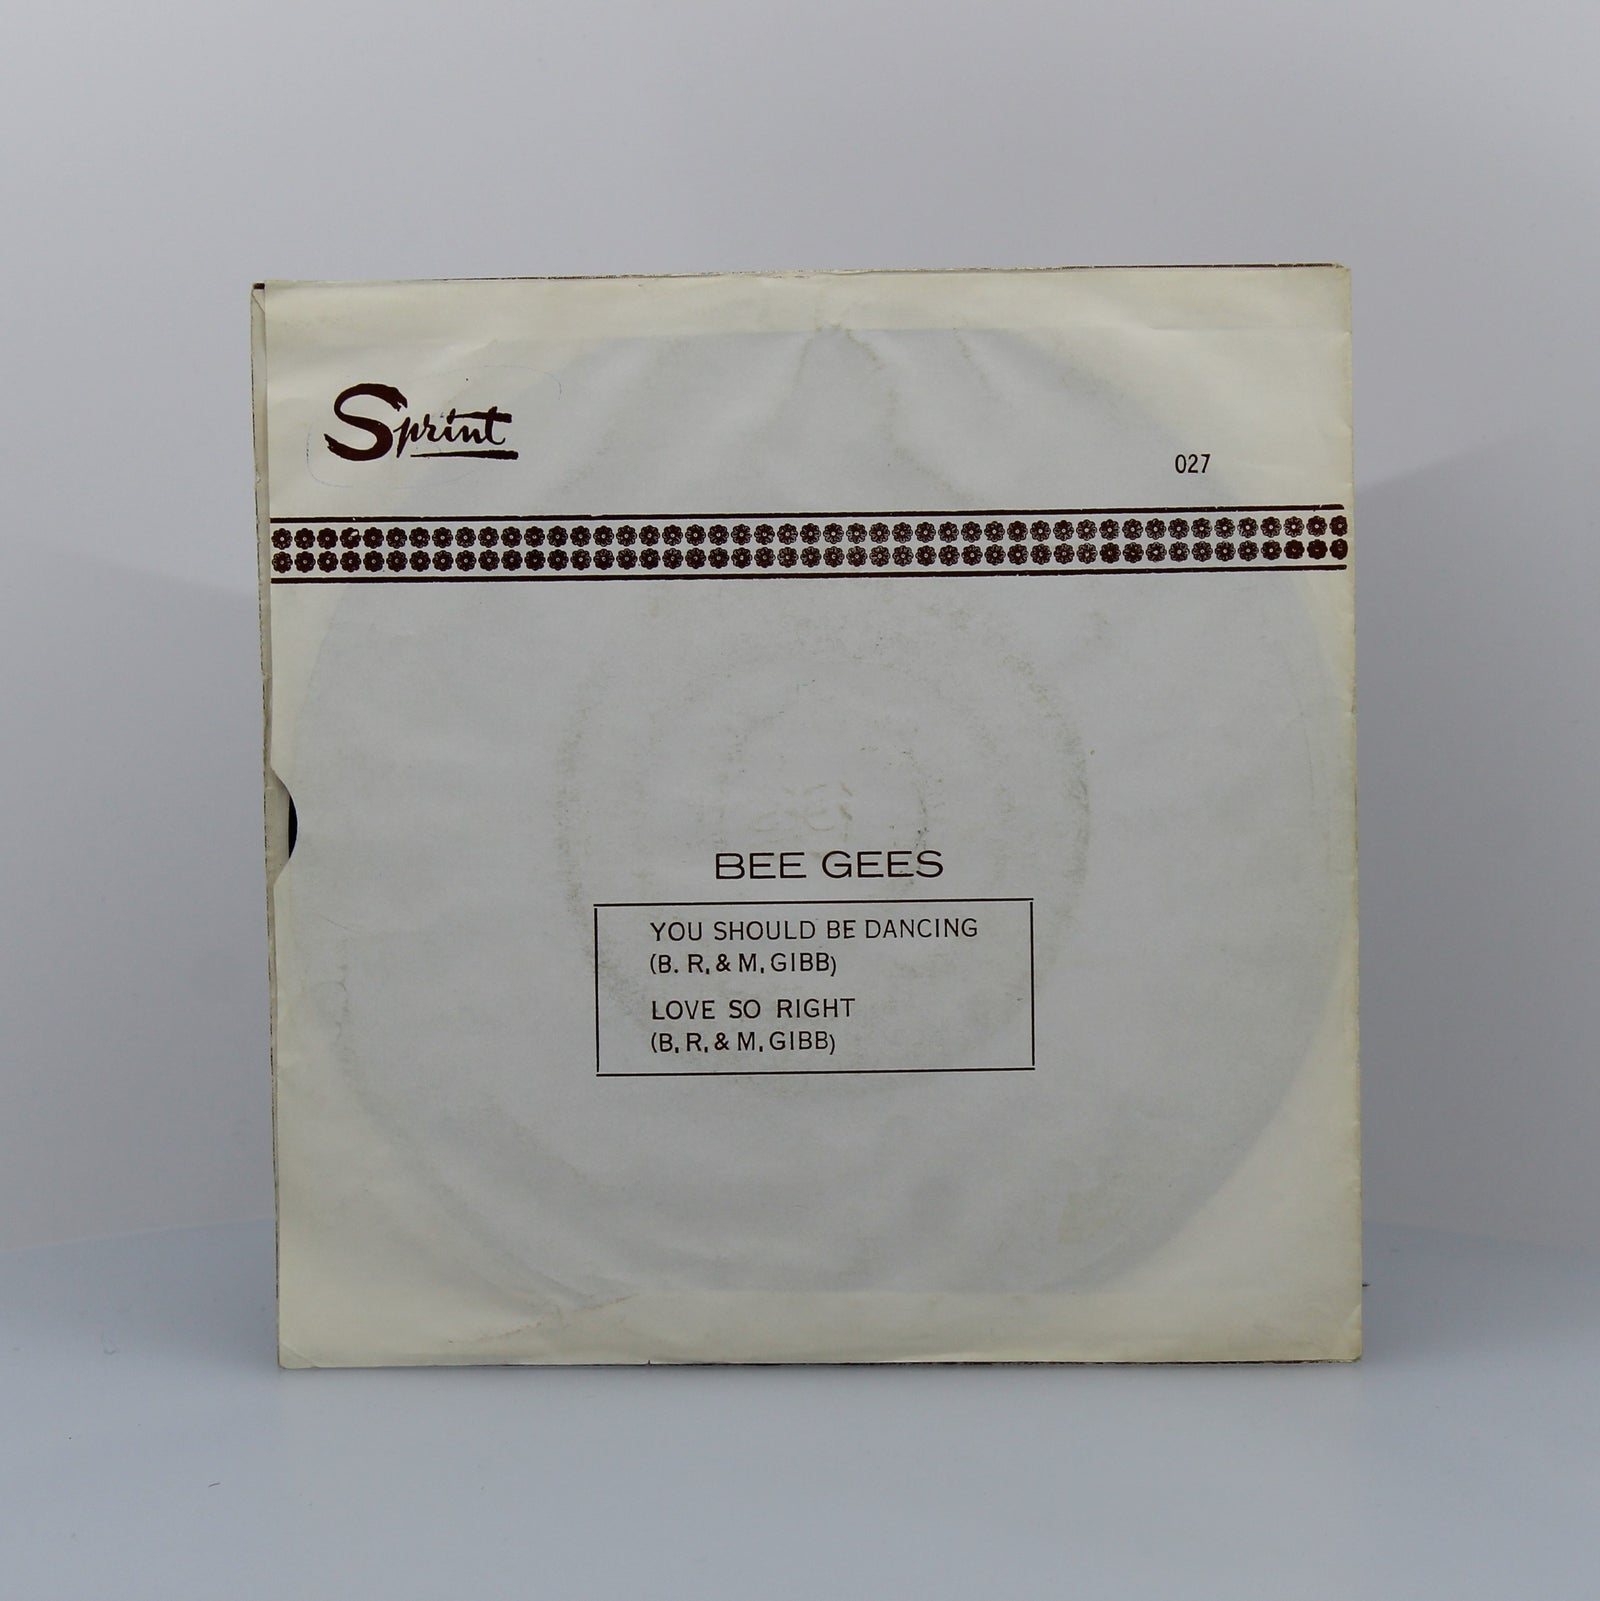 Sprint
027
BEE GEES
YOU SHOULD BE DANCING
(B. R. & M. GIBB)
LOVE SO RIGHT
(B. R. & M. GIBB)